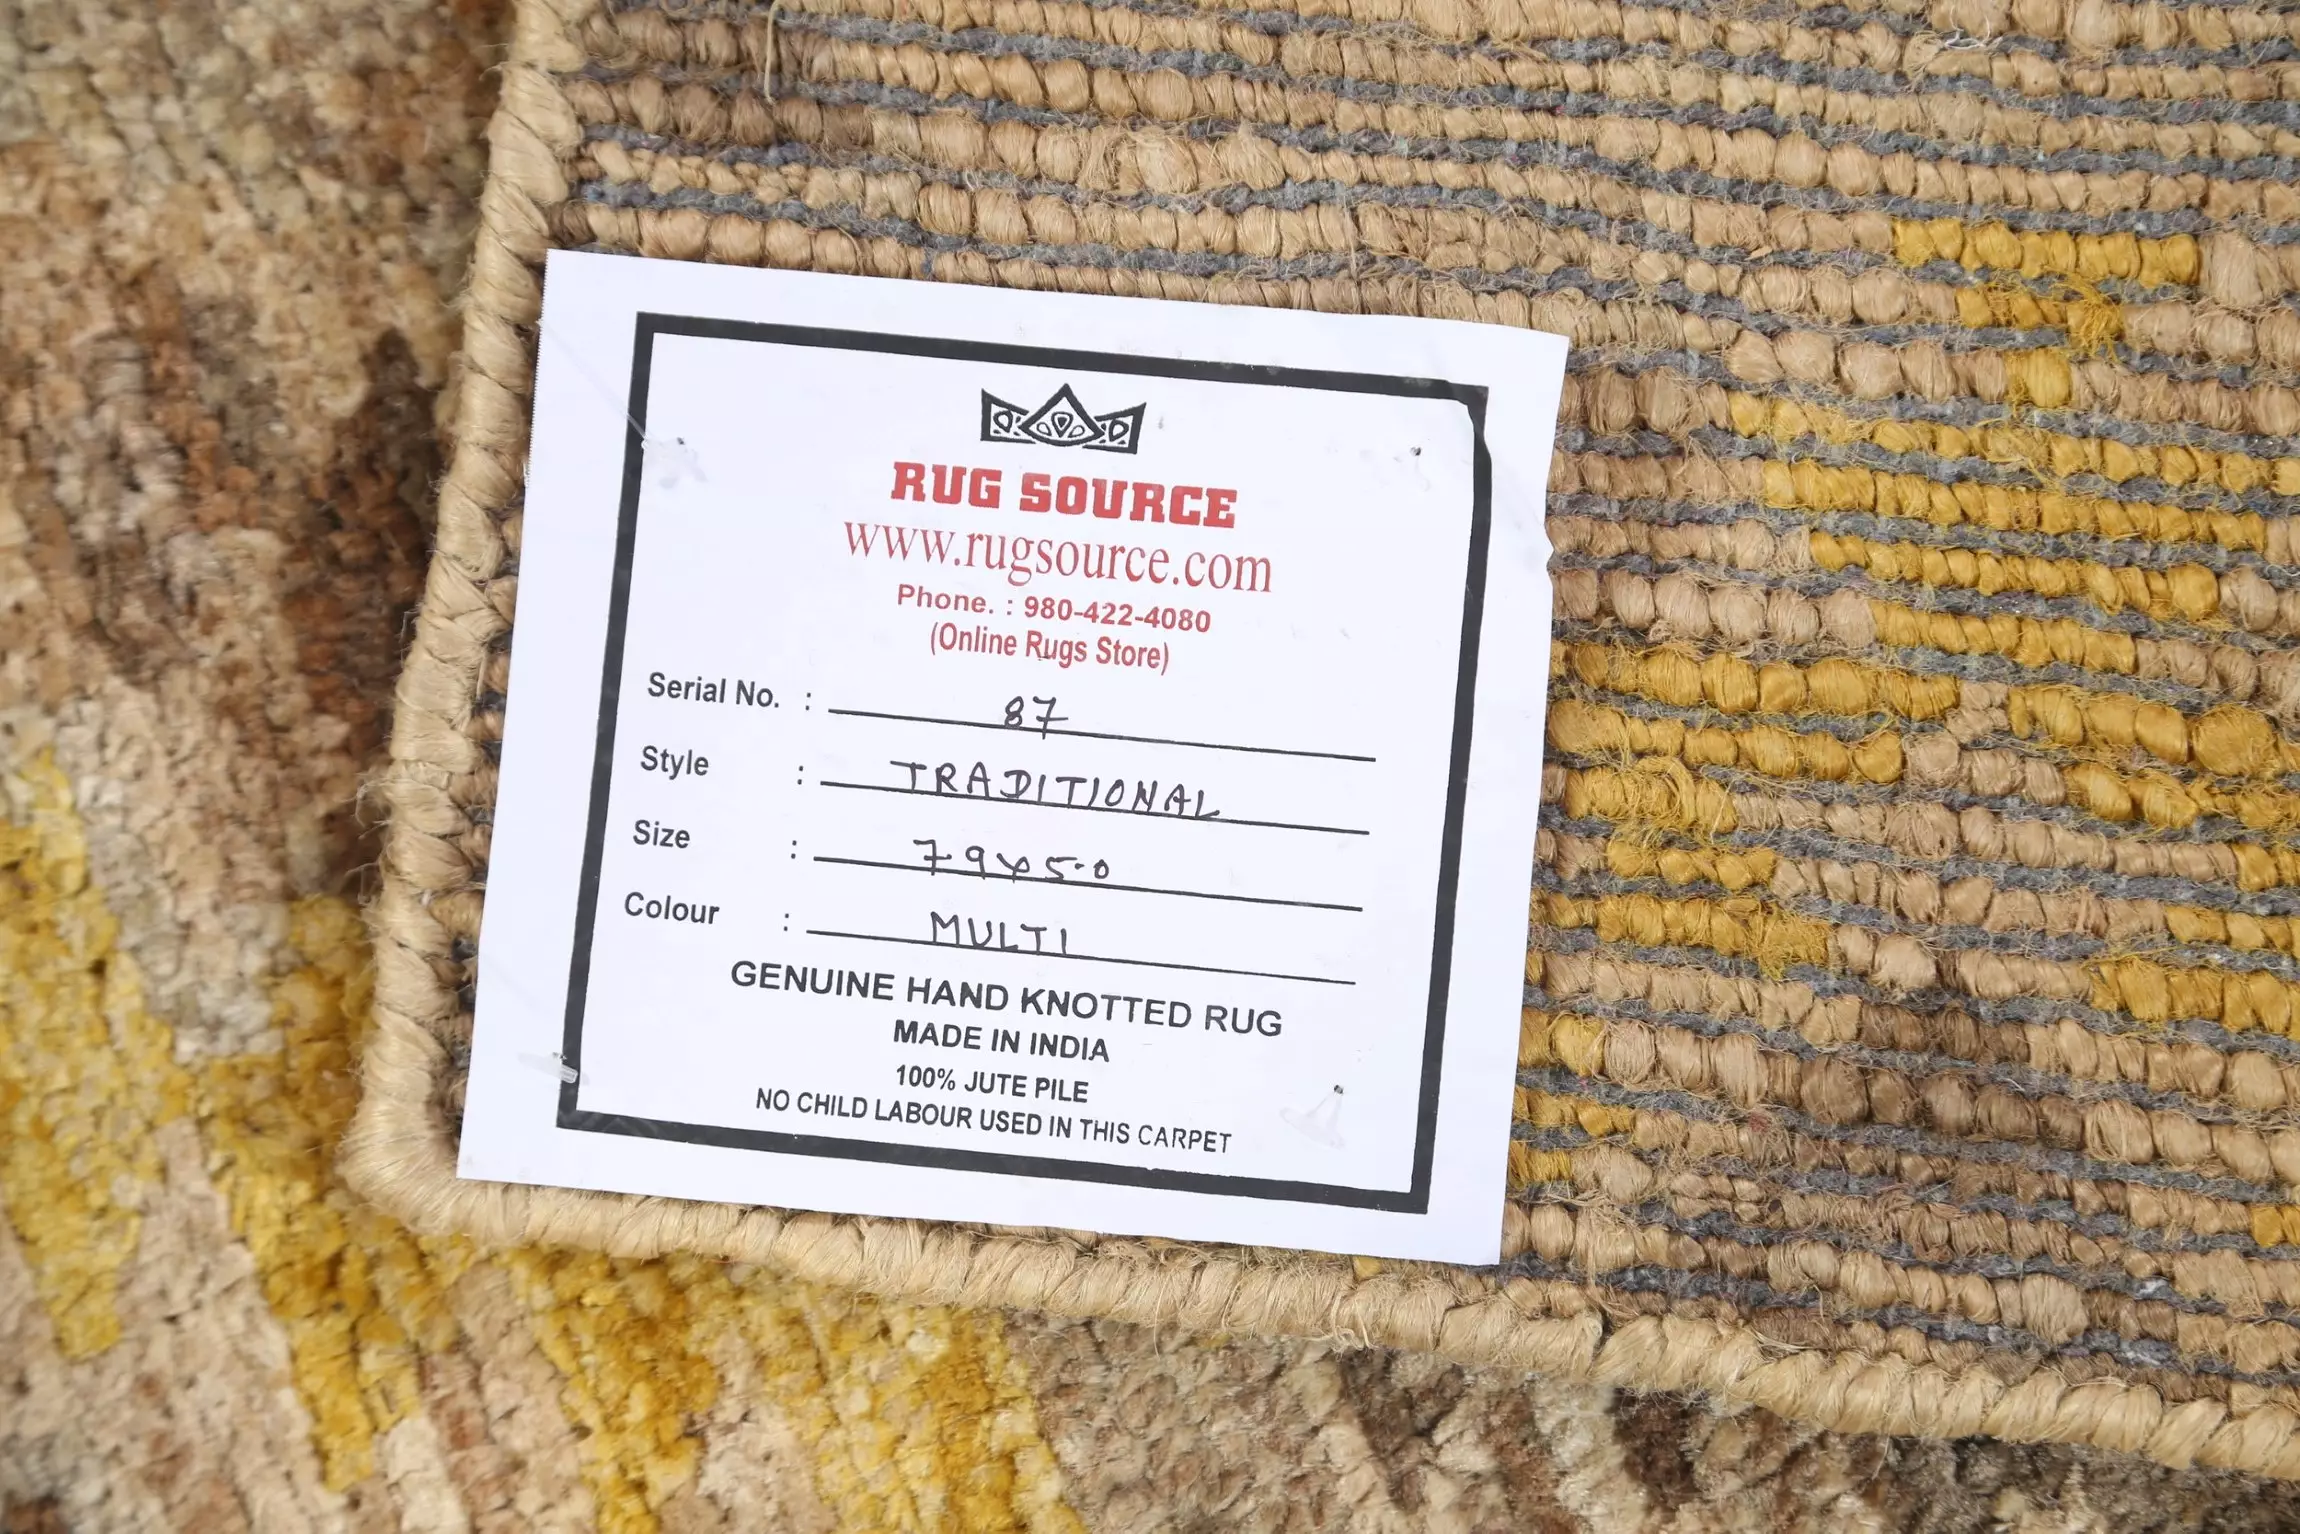 RUG SOURCE
www.rugsource.com
Phone. : 980-422-4080
(Online Rugs Store)
Serial No. : 87
Style : TRADITIONAL
Size : 7-9x5-0
Colour : MULTI
GENUINE HAND KNOTTED RUG
MADE IN INDIA
100% JUTE PILE
NO CHILD LABOUR USED IN THIS CARPET